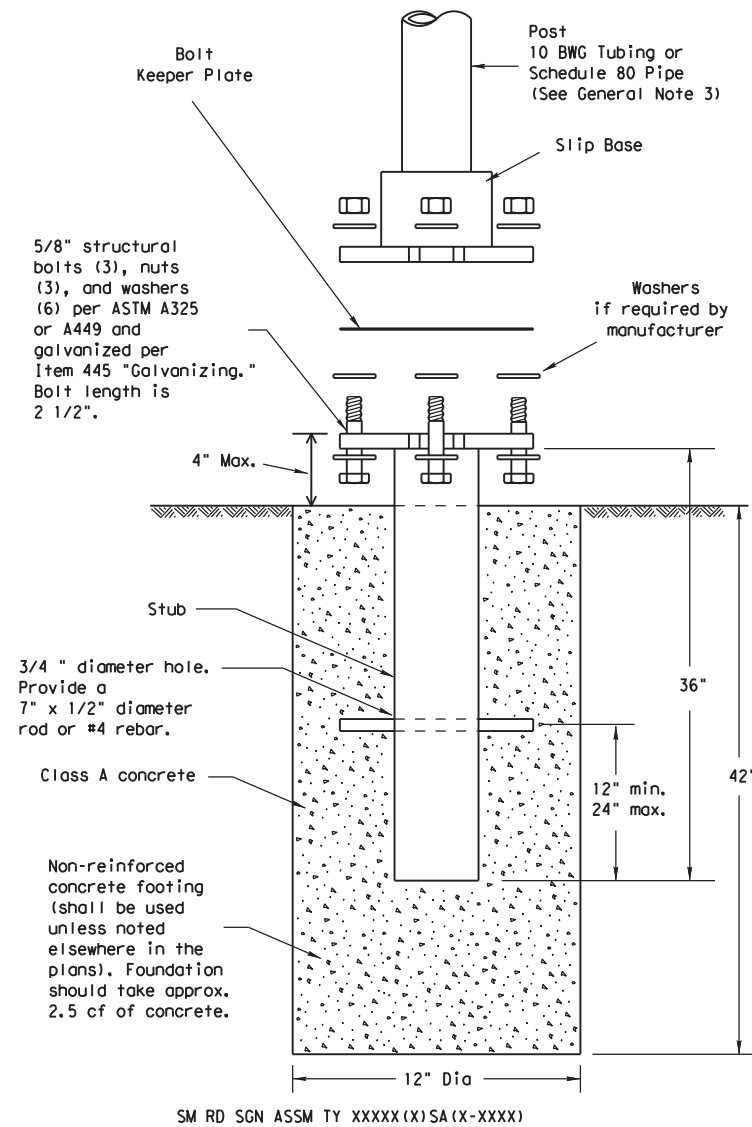 Bolt
Keeper Plate
Post
10 BWG Tubing or
Schedule 80 Pipe
(See General Note 3)
Slip Base
5/8" structural
bolts (3), nuts
(3), and washers
(6) per ASTM A325
or A449 and
galvanized per
Item 445 "Galvanizing."
Bolt length is
2 1/2".
Washers
if required by
manufacturer
4" Max.
Stub
3/4 " diameter hole.
Provide a
7" x 1/2" diameter
rod or #4 rebar.
36"
Class A concrete
12" min.
24" max.
42"
Non-reinforced
concrete footing
(shall be used
unless noted
elsewhere in the
plans). Foundation
should take approx.
2.5 cf of concrete.
12" Dia
SM RD SGN ASSM TY XXXXX(X)SA(X-XXXX)